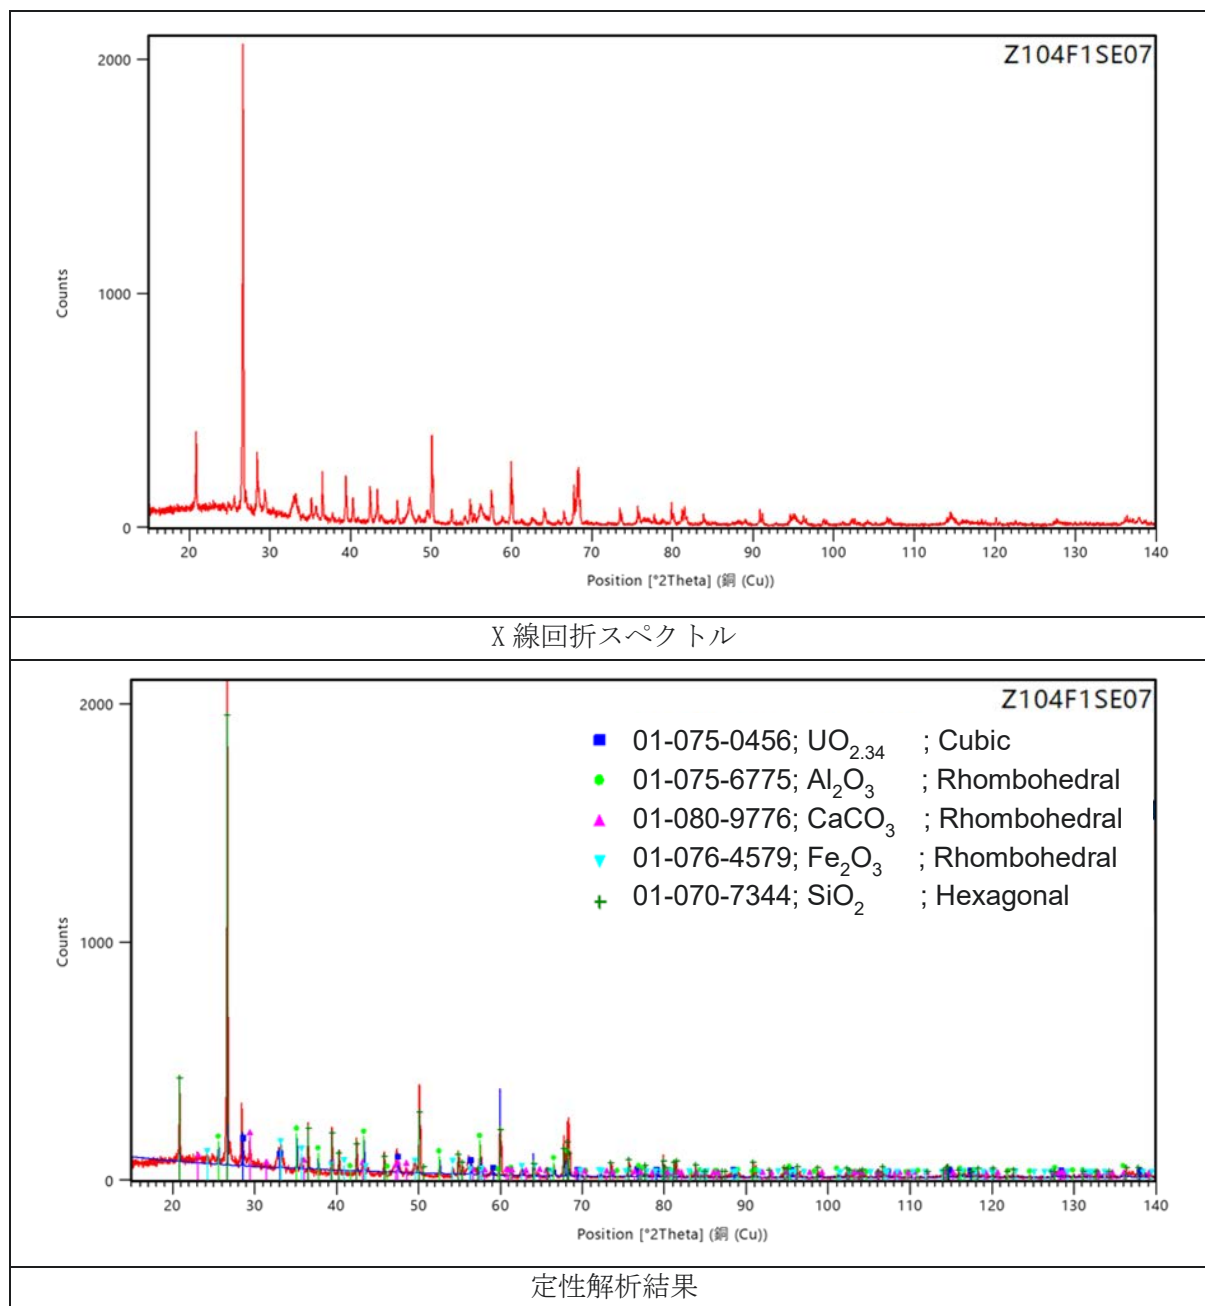 Z104F1SE07
2000
1000
0
Counts
20 30 40 50 60 70 80 90 100 110 120 130 140
Position [°2Theta] (銅 (Cu))
X 線回折スペクトル
Z104F1SE07
01-075-0456; UO2.34 ; Cubic
01-075-6775; Al2O3 ; Rhombohedral
01-080-9776; CaCO3 ; Rhombohedral
01-076-4579; Fe2O3 ; Rhombohedral
01-070-7344; SiO2 ; Hexagonal
2000
1000
0
Counts
20 30 40 50 60 70 80 90 100 110 120 130 140
Position [°2Theta] (銅 (Cu))
定性解析結果